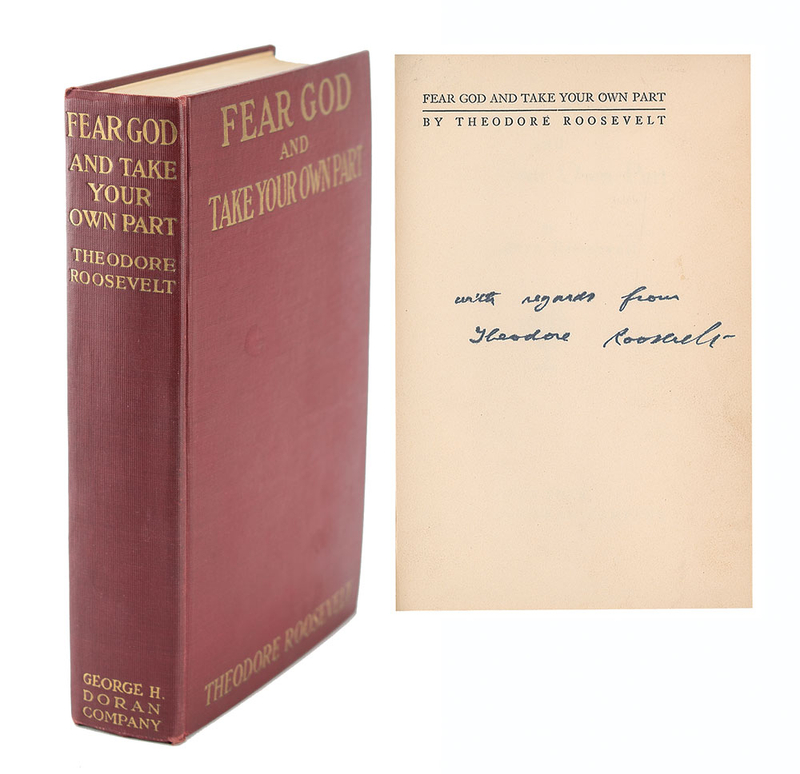 FEAR GOD
AND TAKE
YOUR
OWN PART
THEODORE
ROOSEVELT
GEORGE H.
DORAN
COMPANY
FEAR GOD
AND
TAKE YOUR OWN PART
THEODORE ROOSEVELT
FEAR GOD AND TAKE YOUR OWN PART
BY THEODORE ROOSEVELT
with regards from
Theodore Roosevelt